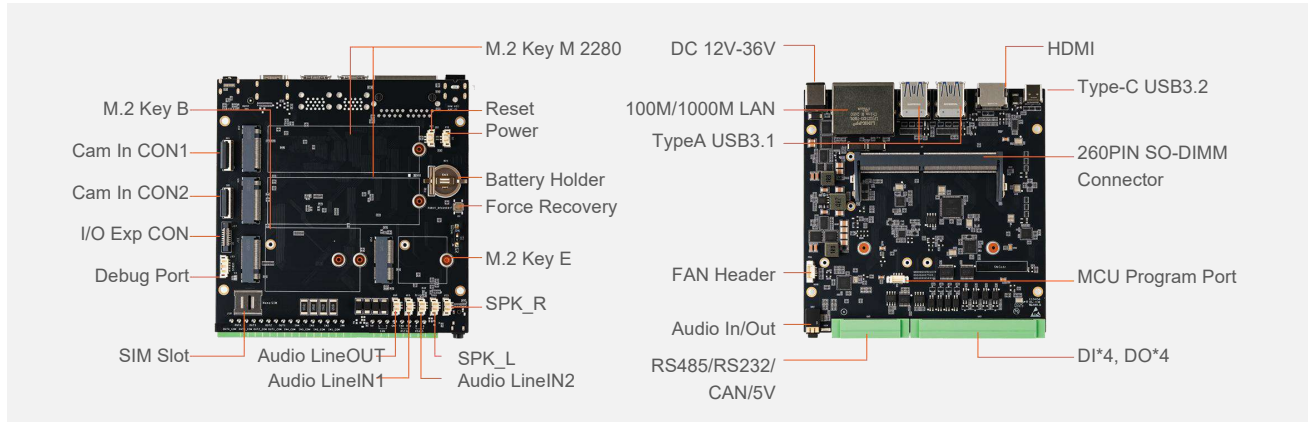 M.2 Key M 2280
M.2 Key B
Reset
Power
Cam In CON1
Cam In CON2
Battery Holder
Force Recovery
I/O Exp CON
M.2 Key E
Debug Port
SPK_R
SIM Slot
Audio LineOUT
SPK_L
Audio LineIN1
Audio LineIN2
DC 12V-36V
HDMI
Type-C USB3.2
100M/1000M LAN
TypeA USB3.1
260PIN SO-DIMM
Connector
FAN Header
MCU Program Port
Audio In/Out
RS485/RS232/
CAN/5V
DI*4, DO*4